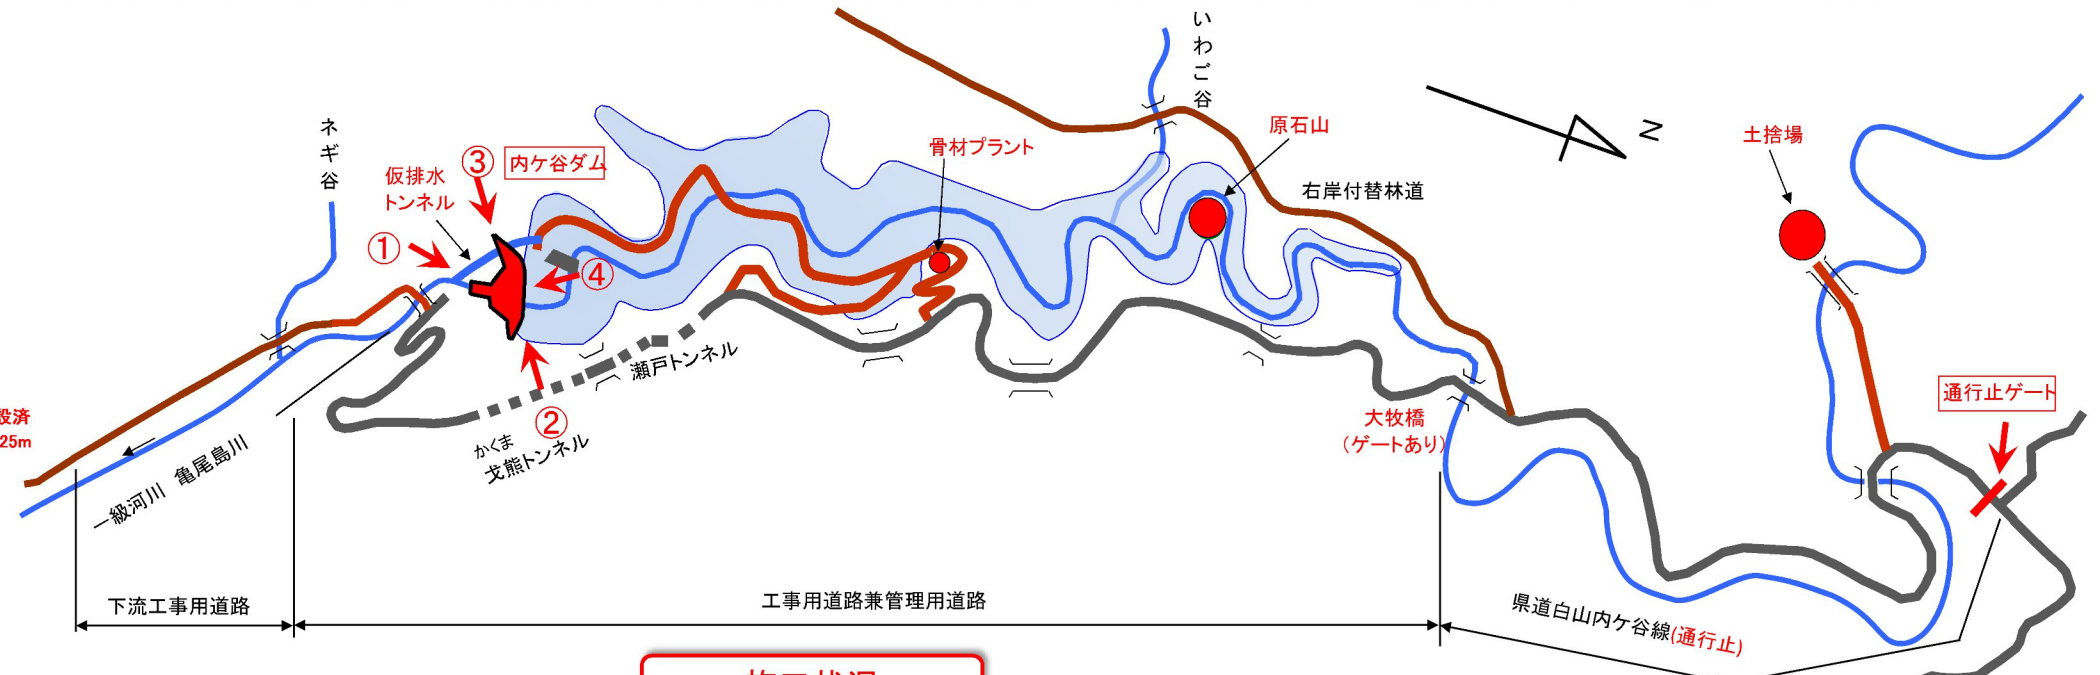 いわご谷
原石山
土捨場
ネギ谷
③
内ケ谷ダム
骨材プラント
仮排水
トンネル
右岸付替林道
N
①
④
瀬戸トンネル
②
かくま
戈熊トンネル
通行止ゲート
大牧橋
(ゲートあり)
設済
25m
一級河川 亀尾島川
下流工事用道路
工事用道路兼管理用道路
県道白山内ケ谷線(通行止)